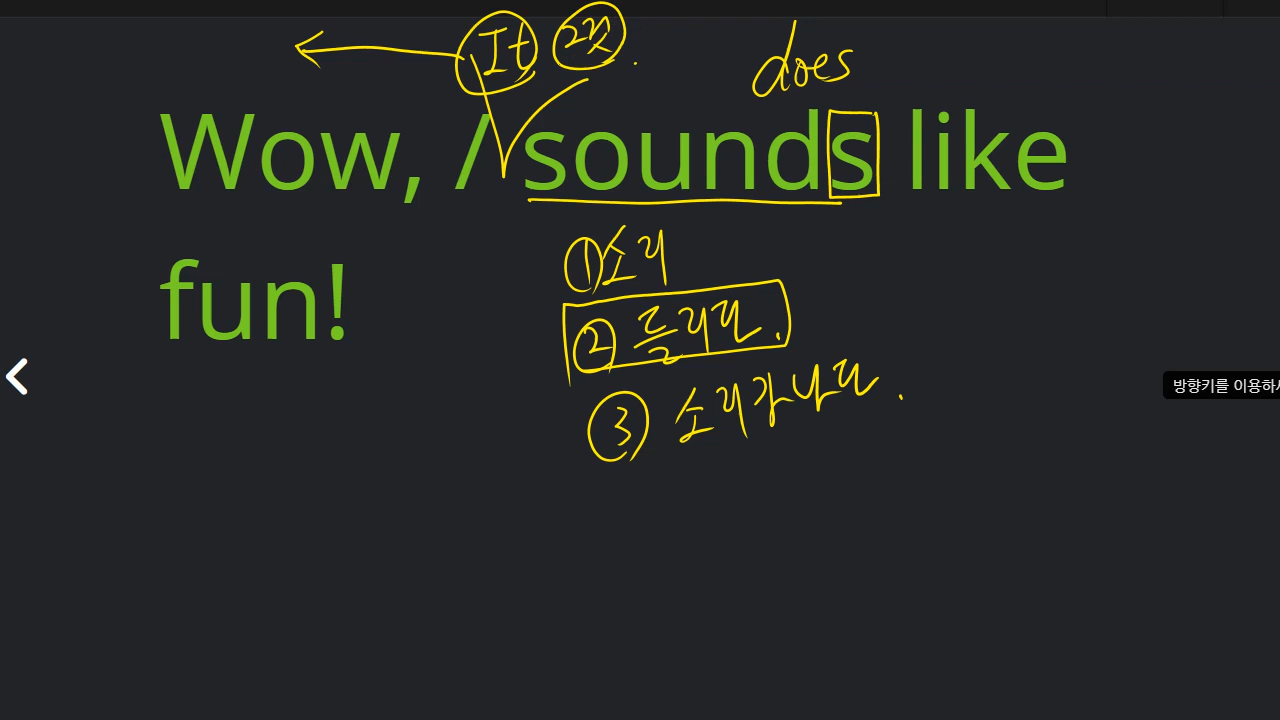 It 그것.
does
Wow, / sounds like
fun!
① 소리
② 들리다.
③ 소리가 나다.
방향키를 이용하